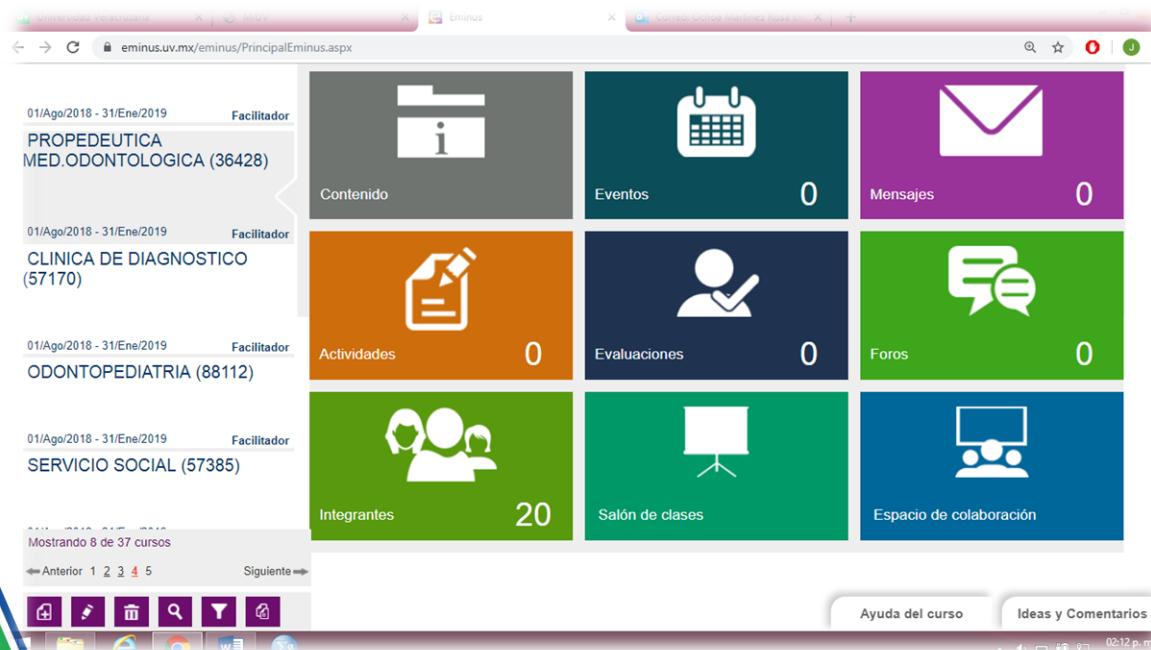 Universidad Veracruzana
MiUV
Eminus
Correo: Ochoa Martínez Rosa
eminus.uv.mx/eminus/PrincipalEminus.aspx
J
01/Ago/2018 - 31/Ene/2019 Facilitador
PROPEDEUTICA
MED.ODONTOLOGICA (36428)
01/Ago/2018 - 31/Ene/2019 Facilitador
CLINICA DE DIAGNOSTICO
(57170)
01/Ago/2018 - 31/Ene/2019 Facilitador
ODONTOPEDIATRIA (88112)
01/Ago/2018 - 31/Ene/2019 Facilitador
SERVICIO SOCIAL (57385)
Mostrando 8 de 37 cursos
Anterior 1 2 3 4 5 Siguiente
i
Contenido
Eventos 0
Mensajes 0
Actividades 0
Evaluaciones 0
Foros 0
Integrantes 20
Salón de clases
Espacio de colaboración
Ayuda del curso
Ideas y Comentarios
02:12 p.m